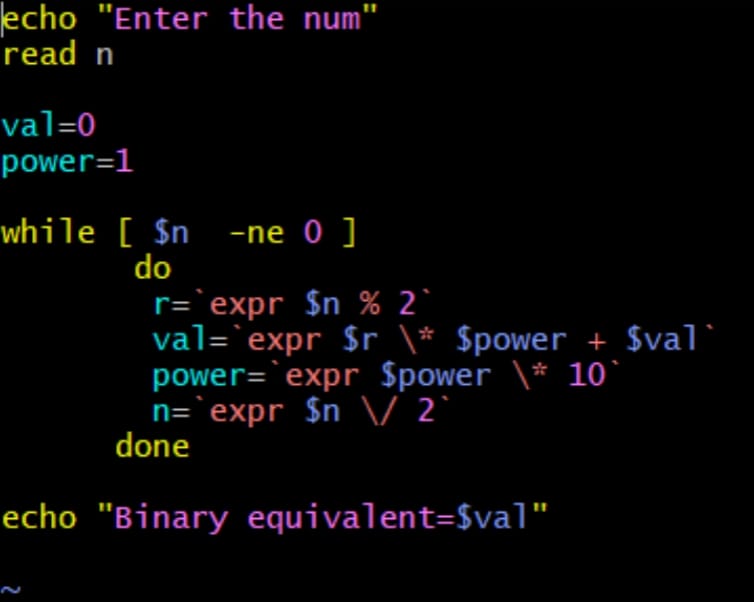 echo "Enter the num"
read n
val=0
power=1
while [ $n  -ne 0 ]
do
r=`expr $n % 2`
val=`expr $r \* $power + $val`
power=`expr $power \* 10`
n=`expr $n \/ 2`
done
echo "Binary equivalent=$val"
~